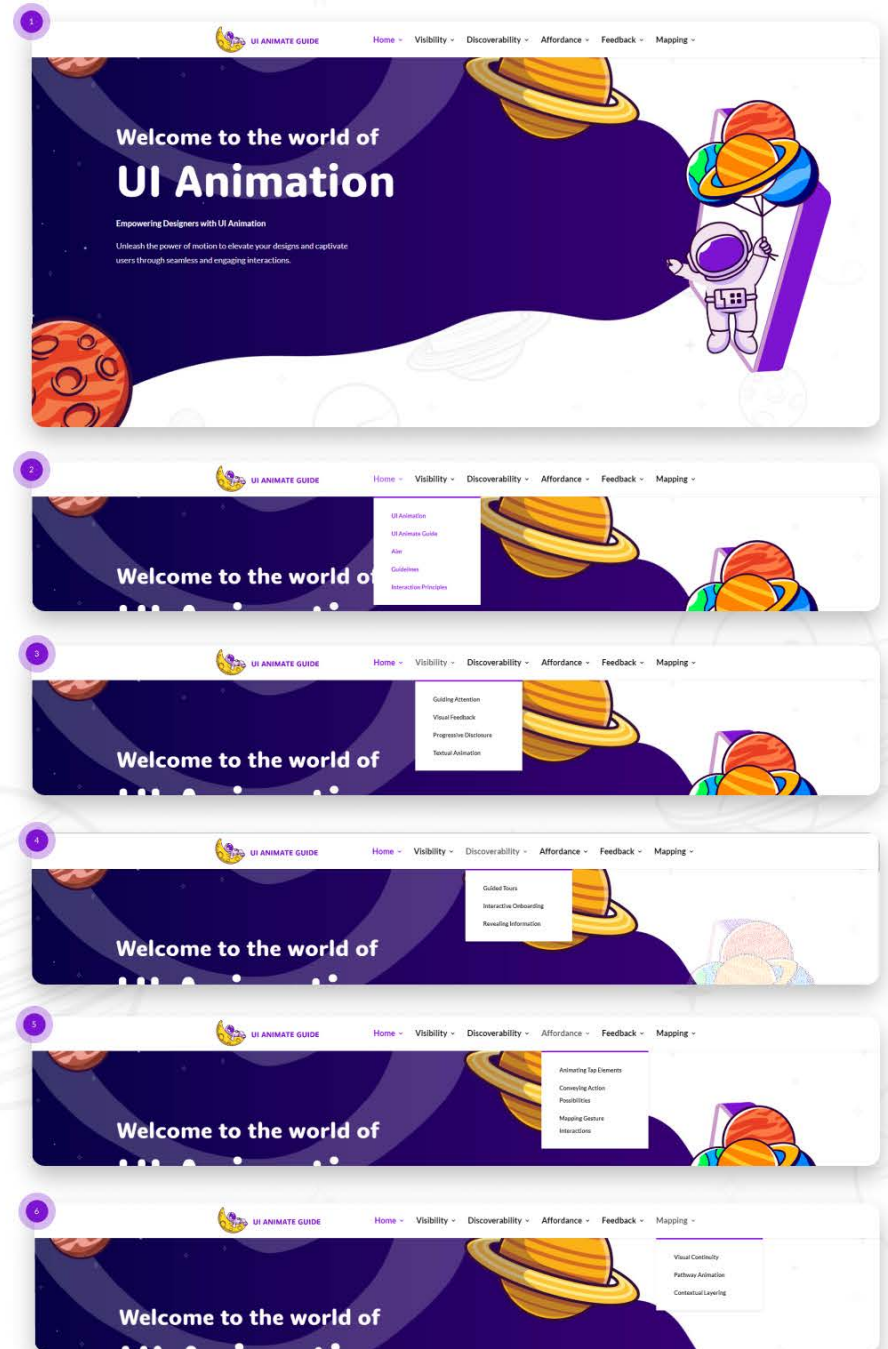 1
UI ANIMATE GUIDE Home Visibility Discoverability Affordance Feedback Mapping
Welcome to the world of
UI Animation
Empowering Designers with UI Animation
Unleash the power of motion to elevate your designs and captivate
users through seamless and engaging interactions.
2
UI ANIMATE GUIDE Home Visibility Discoverability Affordance Feedback Mapping
UI Animation
UI Animate Guide
Aim
Guidelines
Interaction Principles
Welcome to the world of
3
UI ANIMATE GUIDE Home Visibility Discoverability Affordance Feedback Mapping
Guiding Attention
Visual Feedback
Progressive Disclosure
Textual Animation
Welcome to the world of
4
UI ANIMATE GUIDE Home Visibility Discoverability Affordance Feedback Mapping
Guided Tours
Interactive Onboarding
Revealing Information
Welcome to the world of
5
UI ANIMATE GUIDE Home Visibility Discoverability Affordance Feedback Mapping
Animating Tap Elements
Conveying Action
Possibilities
Mapping Gesture
Interactions
Welcome to the world of
6
UI ANIMATE GUIDE Home Visibility Discoverability Affordance Feedback Mapping
Visual Continuity
Pathway Animation
Contextual Layering
Welcome to the world of